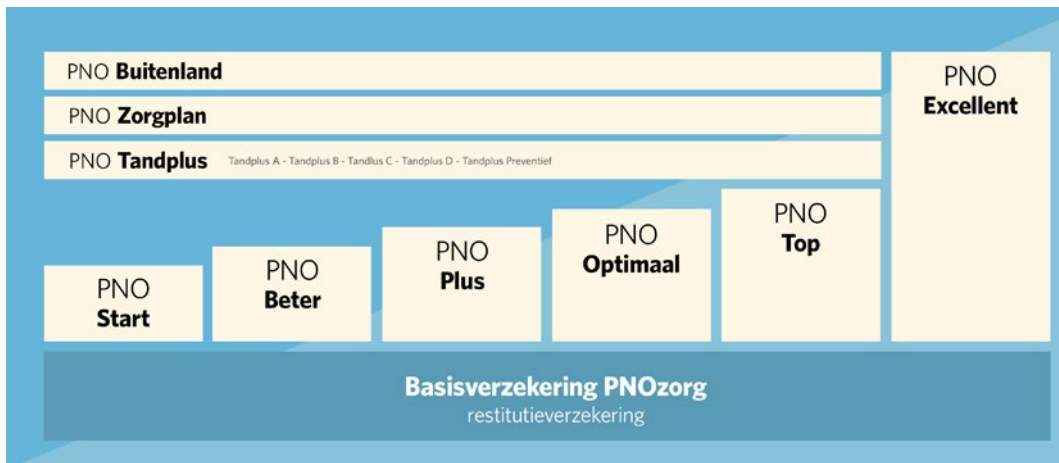 PNO Buitenland
PNO Zorgplan
PNO Tandplus Tandplus A - Tandplus B - Tandlus C - Tandplus D - Tandplus Preventief
PNO
Start
PNO
Beter
PNO
Plus
PNO
Optimaal
PNO
Top
PNO
Excellent
Basisverzekering PNOzorg
restitutieverzekering